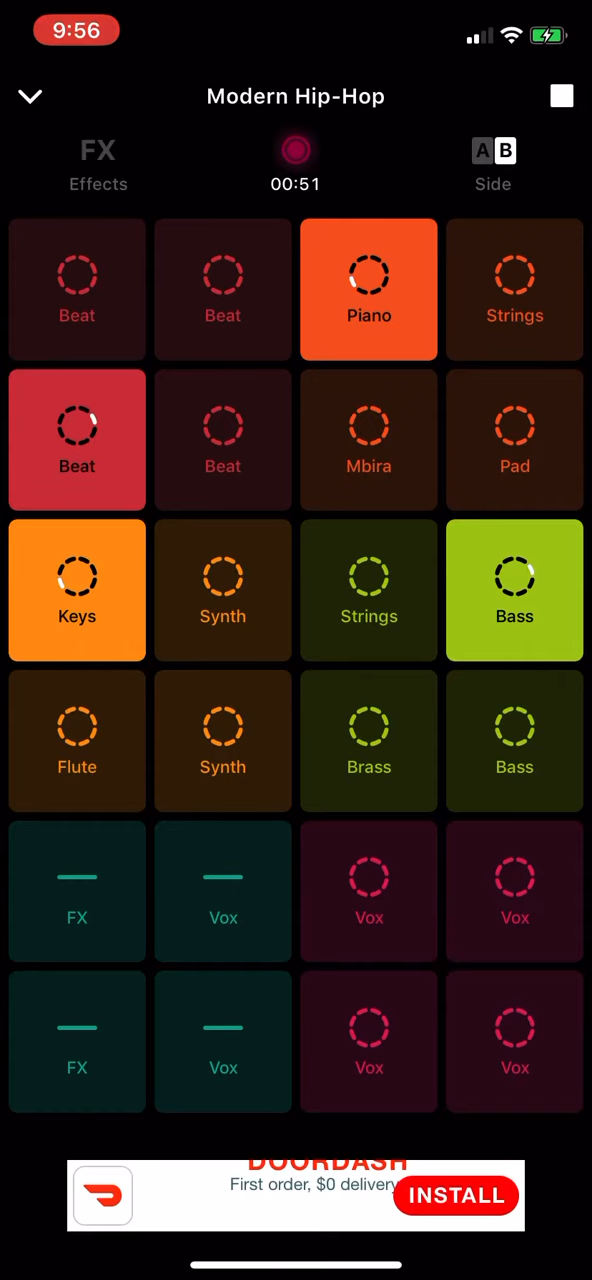 9:56
Modern Hip-Hop
FX
A B
Effects
00:51
Side
Beat
Beat
Piano
Strings
Beat
Beat
Mbira
Pad
Keys
Synth
Strings
Bass
Flute
Synth
Brass
Bass
FX
Vox
Vox
Vox
FX
Vox
Vox
Vox
DOORDASH
First order, $0 delivery
INSTALL